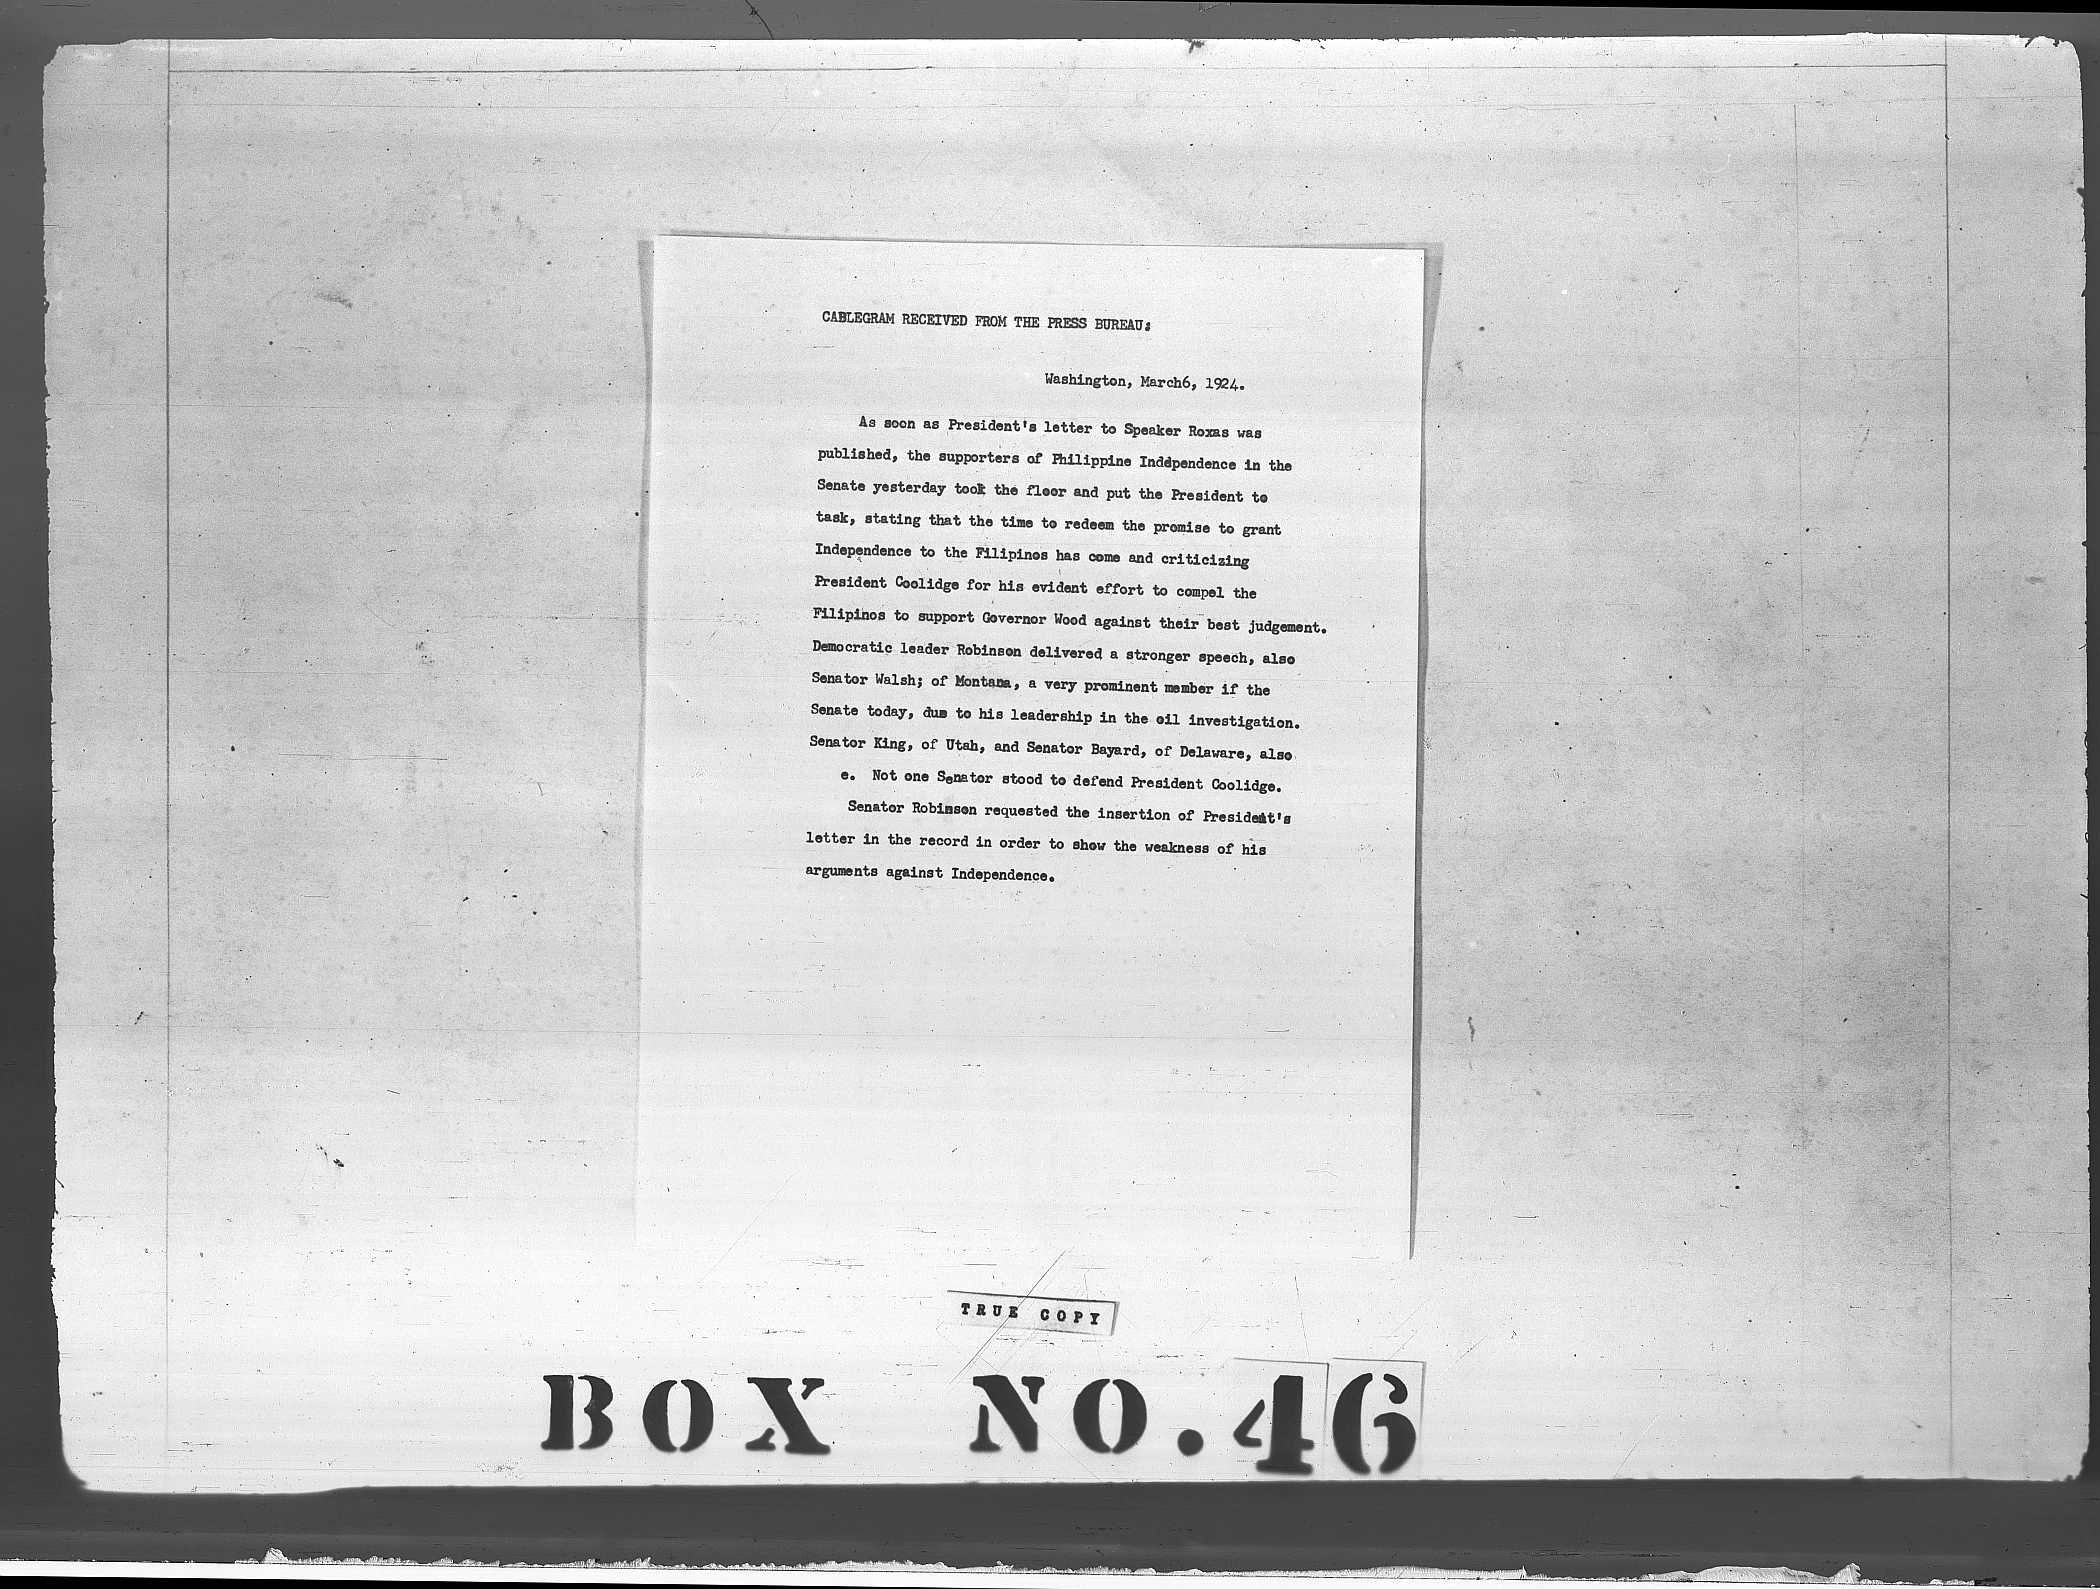 CABLEGRAM RECEIVED FROM THE PRESS BUREAU:
Washington, March6, 1924.
As soon as President's letter to Speaker Roxas was
published, the supporters of Philippine Independence in the
Senate yesterday took the floor and put the President to
task, stating that the time to redeem the promise to grant
Independence to the Filipinos has come and criticizing
President Coolidge for his evident effort to compel the
Filipinos to support Governor Wood against their best judgement.
Democratic leader Robinson delivered a stronger speech, also
Senator Walsh; of Montana, a very prominent member if the
Senate today, due to his leadership in the oil investigation.
Senator King, of Utah, and Senator Bayard, of Delaware, also
e. Not one Senator stood to defend President Coolidge.
Senator Robinson requested the insertion of President's
letter in the record in order to show the weakness of his
arguments against Independence.
TRUE COPY
BOX NO. 46